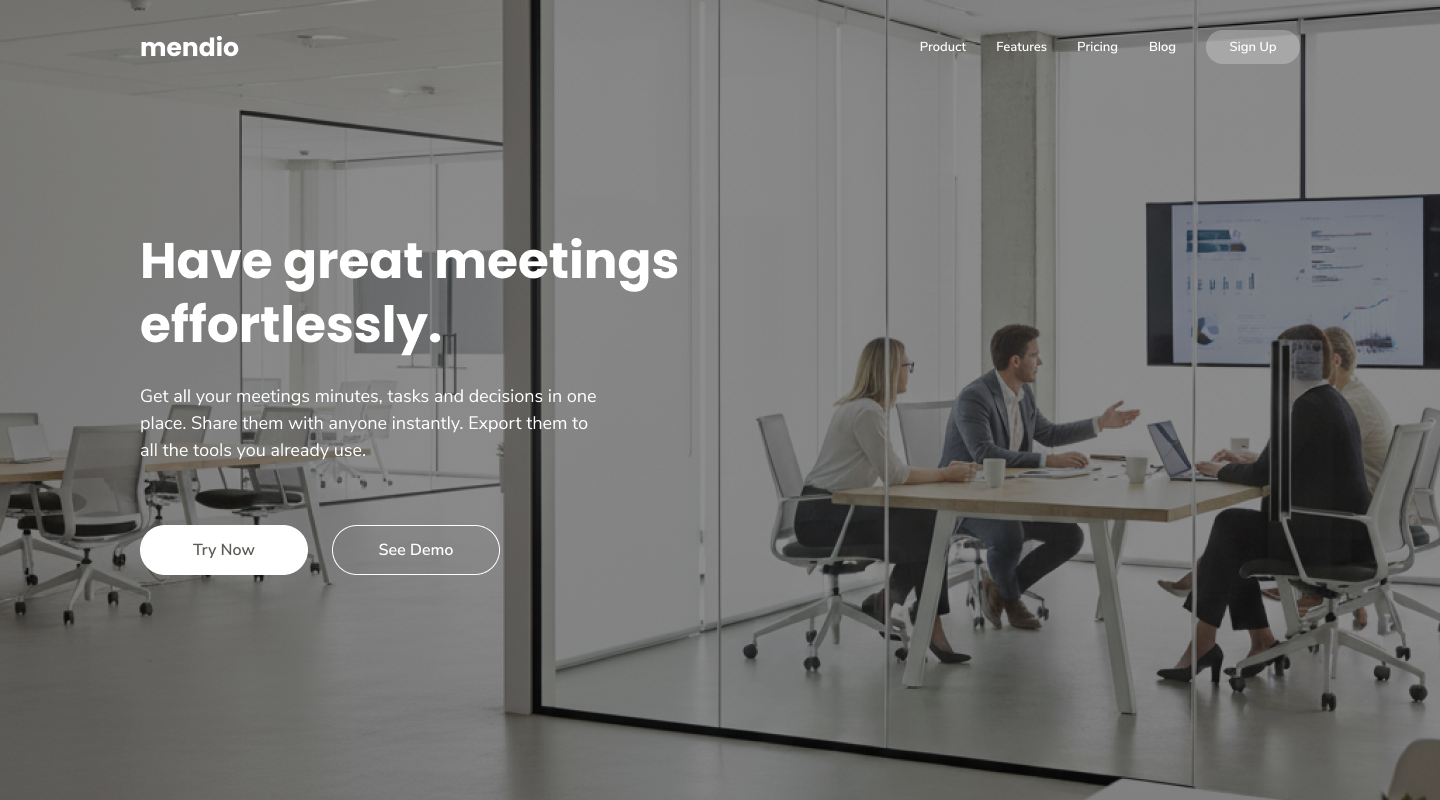 mendio
Product
Features
Pricing
Blog
Sign Up
Have great meetings
effortlessly.
Get all your meetings minutes, tasks and decisions in one
place. Share them with anyone instantly. Export them to
all the tools you already use.
Try Now
See Demo